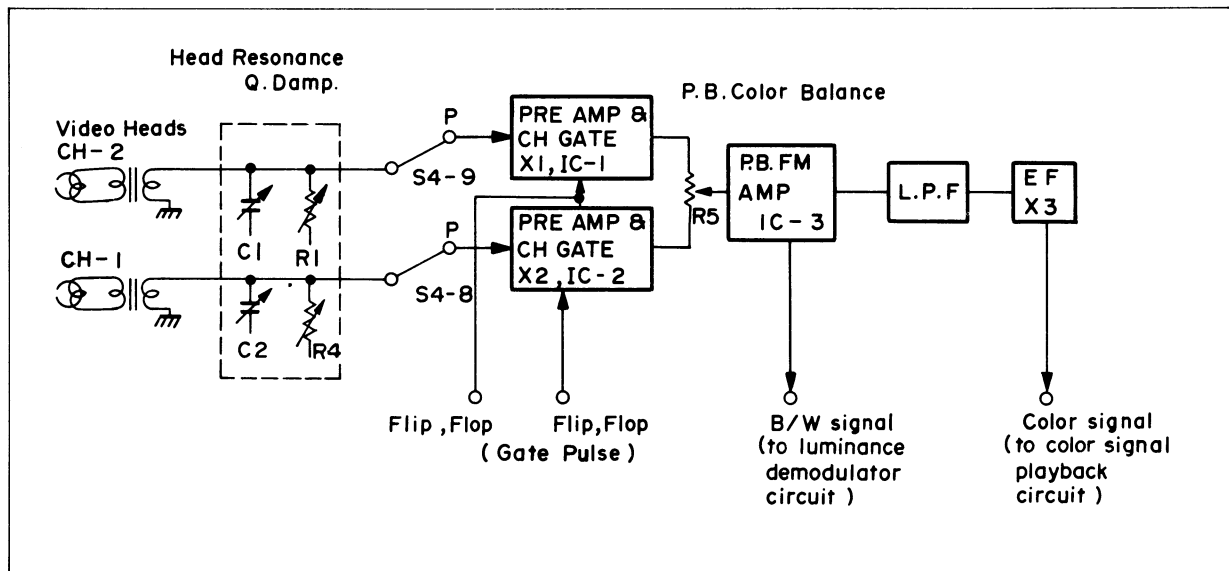 Head Resonance
Q. Damp.
P. B. Color Balance
Video Heads
CH-2
P
S4-9
PRE AMP &
CH GATE
X1, IC-1
P.B. FM
AMP
IC-3
L.P.F
EF
X3
R5
C1
R1
CH-1
P
S4-8
PRE AMP &
CH GATE
X2, IC-2
C2
R4
Flip,Flop
Flip,Flop
(Gate Pulse)
B/W signal
(to luminance
demodulator
circuit)
Color signal
(to color signal
playback
circuit)